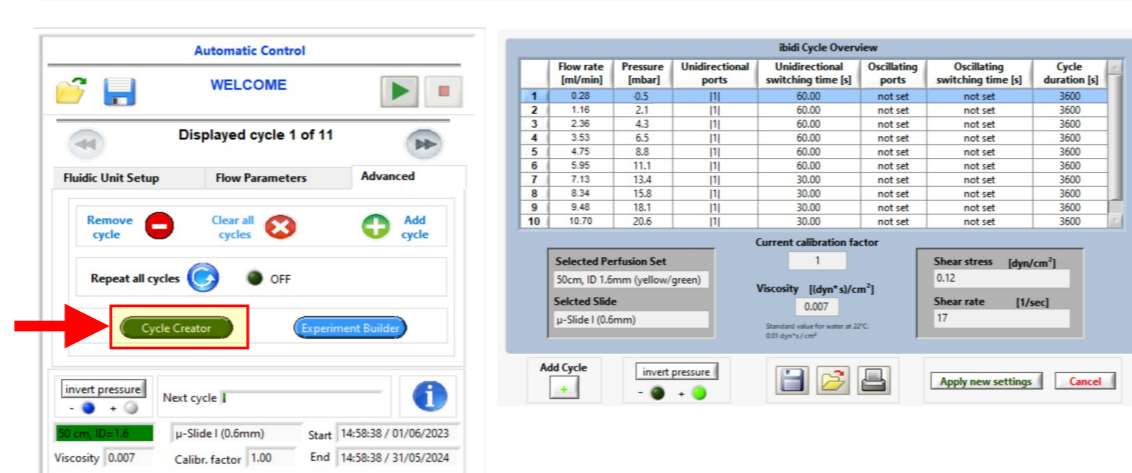 Automatic Control
WELCOME
Displayed cycle 1 of 11
Fluidic Unit Setup Flow Parameters Advanced
Remove cycle
Clear all cycles
Add cycle
Repeat all cycles OFF
Cycle Creator Experiment Builder
invert pressure
- +
Next cycle
i
50 cm, ID=1.6 µ-Slide I (0.6mm) Start 14:58:38 / 01/06/2023
Viscosity 0.007 Calibr. factor 1.00 End 14:58:38 / 31/05/2024
ibidi Cycle Overview
Flow rate [ml/min] Pressure [mbar] Unidirectional ports Unidirectional switching time [s] Oscillating ports Oscillating switching time [s] Cycle duration [s]
1 0.28 0.5 |1| 60.00 not set not set 3600
2 1.16 2.1 |1| 60.00 not set not set 3600
3 2.36 4.3 |1| 60.00 not set not set 3600
4 3.53 6.5 |1| 60.00 not set not set 3600
5 4.75 8.8 |1| 60.00 not set not set 3600
6 5.95 11.1 |1| 60.00 not set not set 3600
7 7.13 13.4 |1| 30.00 not set not set 3600
8 8.34 15.8 |1| 30.00 not set not set 3600
9 9.48 18.1 |1| 30.00 not set not set 3600
10 10.70 20.6 |1| 30.00 not set not set 3600
Selected Perfusion Set
50cm, ID 1.6mm (yellow/green)
Selcted Slide
µ-Slide I (0.6mm)
Current calibration factor
1
Viscosity [(dyn*s)/cm²]
0.007
Standard value for water at 22°C:
0.01 dyn*s / cm²
Shear stress [dyn/cm²]
0.12
Shear rate [1/sec]
17
Add Cycle
+
invert pressure
- +
Apply new settings Cancel